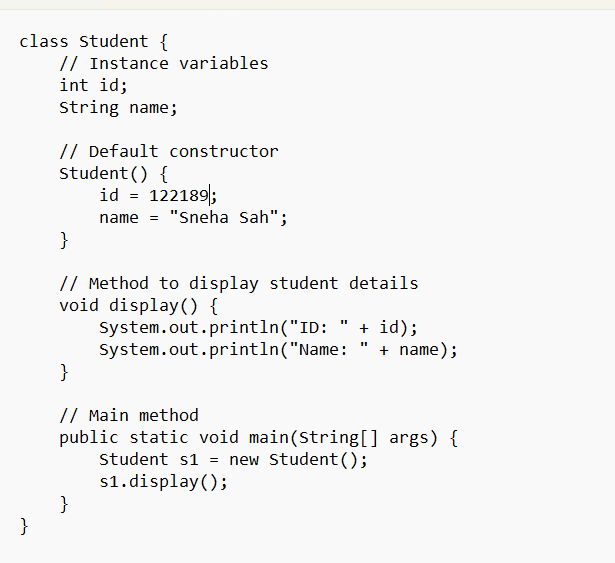 class Student {
    // Instance variables
    int id;
    String name;

    // Default constructor
    Student() {
        id = 122189;
        name = "Sneha Sah";
    }

    // Method to display student details
    void display() {
        System.out.println("ID: " + id);
        System.out.println("Name: " + name);
    }

    // Main method
    public static void main(String[] args) {
        Student s1 = new Student();
        s1.display();
    }
}